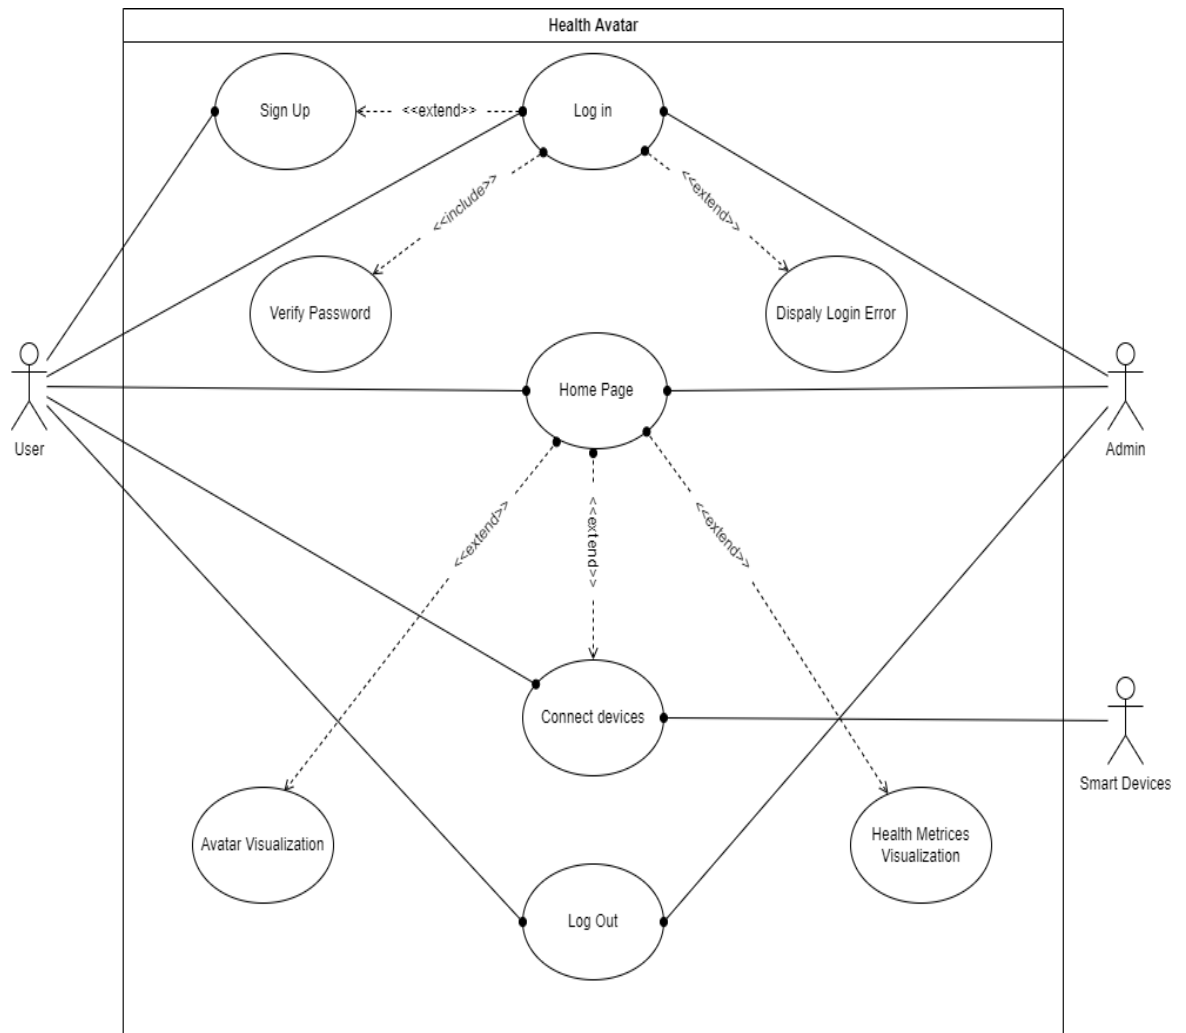 Health Avatar
Sign Up
<<extend>>
Log in
<<include>>
<<extend>>
Verify Password
Dispaly Login Error
Home Page
User
Admin
<<extend>>
<<extend>>
<<extend>>
Connect devices
Smart Devices
Avatar Visualization
Health Metrices
Visualization
Log Out